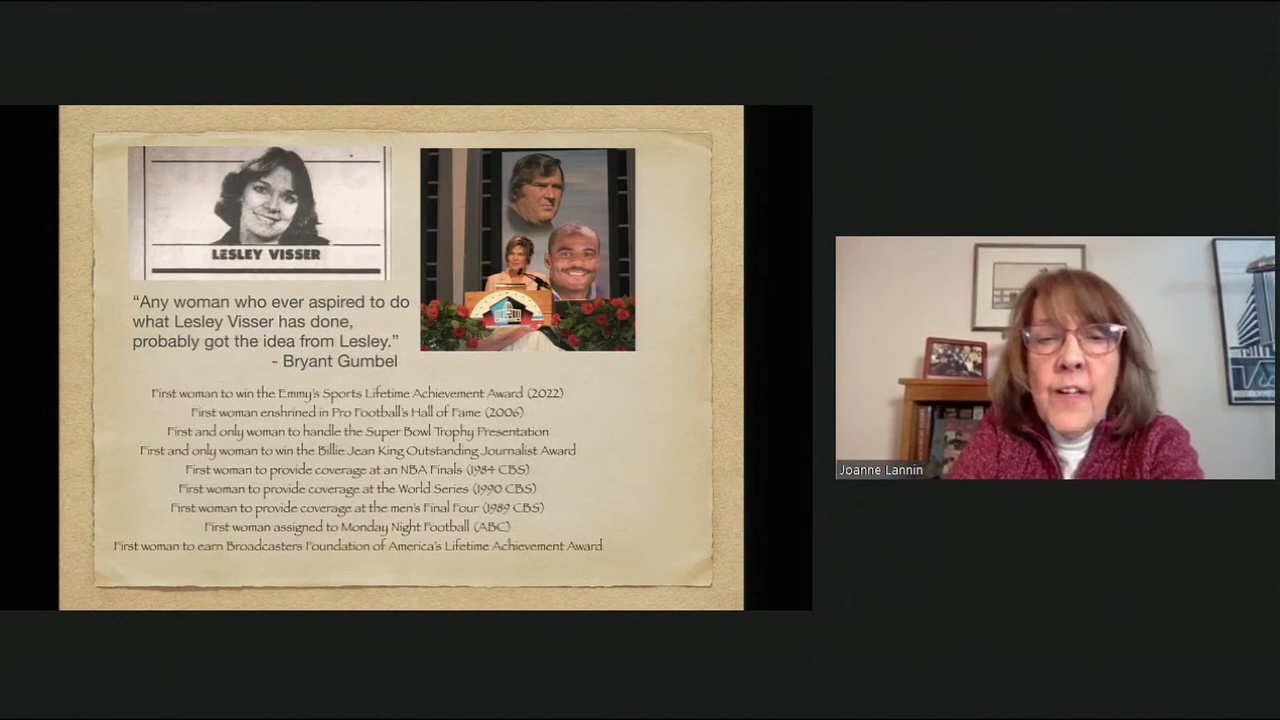 LESLEY VISSER
“Any woman who ever aspired to do
what Lesley Visser has done,
probably got the idea from Lesley.”
- Bryant Gumbel
First woman to win the Emmy's Sports Lifetime Achievement Award (2022)
First woman enshrined in Pro Football's Hall of Fame (2006)
First and only woman to handle the Super Bowl Trophy Presentation
First and only woman to win the Billie Jean King Outstanding Journalist Award
First woman to provide coverage at an NBA Finals (1984 CBS)
First woman to provide coverage at the World Series (1990 CBS)
First woman to provide coverage at the men's Final Four (1989 CBS)
First woman assigned to Monday Night Football (ABC)
First woman to earn Broadcasters Foundation of America's Lifetime Achievement Award
Joanne Lannin